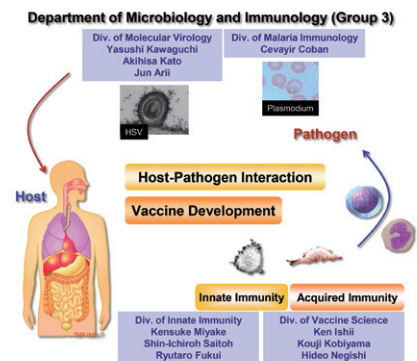 Department of Microbiology and Immunology (Group 3)
Div. of Molecular Virology
Yasushi Kawaguchi
Akihisa Kato
Jun Arii
Div. of Malaria Immunology
Cevayir Coban
HSV
Plasmodium
Pathogen
Host
Host-Pathogen Interaction
Vaccine Development
Innate Immunity
Acquired Immunity
Div. of Innate Immunity
Kensuke Miyake
Shin-Ichiroh Saitoh
Ryutaro Fukui
Div. of Vaccine Science
Ken Ishii
Kouji Kobiyama
Hideo Negishi